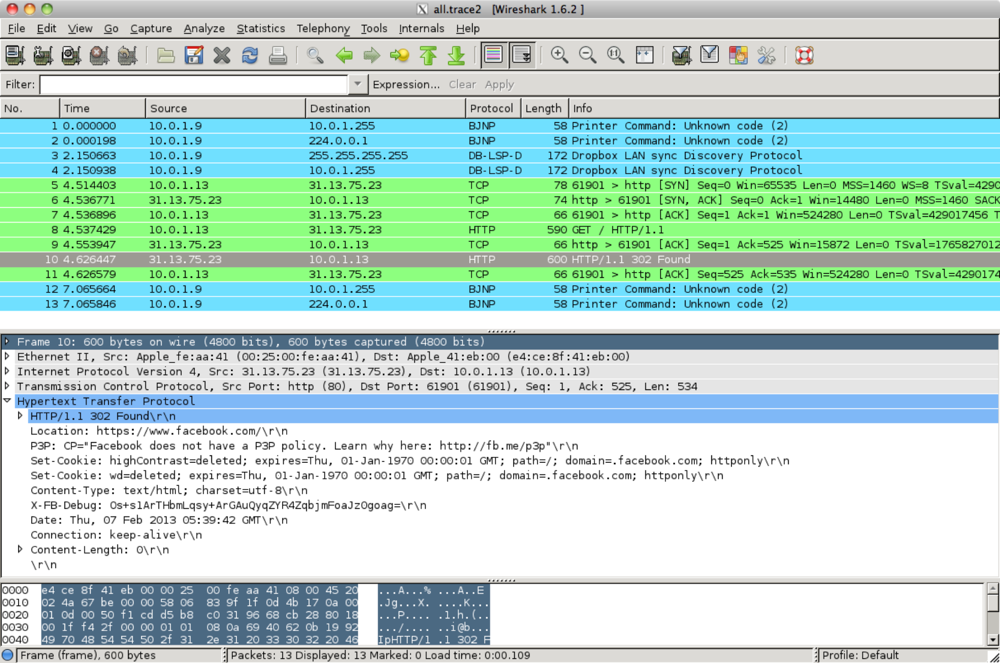 all.trace2 [Wireshark 1.6.2 ]
File Edit View Go Capture Analyze Statistics Telephony Tools Internals Help
Filter: Expression... Clear Apply
No. Time Source Destination Protocol Length Info
1 0.000000 10.0.1.9 10.0.1.255 BJNP 58 Printer Command: Unknown code (2)
2 0.000198 10.0.1.9 224.0.0.1 BJNP 58 Printer Command: Unknown code (2)
3 2.150663 10.0.1.9 255.255.255.255 DB-LSP-D 172 Dropbox LAN sync Discovery Protocol
4 2.150938 10.0.1.9 10.0.1.255 DB-LSP-D 172 Dropbox LAN sync Discovery Protocol
5 4.514403 10.0.1.13 31.13.75.23 TCP 78 61901 > http [SYN] Seq=0 Win=65535 Len=0 MSS=1460 WS=8 TSval=4290
6 4.536771 31.13.75.23 10.0.1.13 TCP 74 http > 61901 [SYN, ACK] Seq=0 Ack=1 Win=14480 Len=0 MSS=1460 SACK
7 4.536896 10.0.1.13 31.13.75.23 TCP 66 61901 > http [ACK] Seq=1 Ack=1 Win=524280 Len=0 TSval=429017456 T
8 4.537429 10.0.1.13 31.13.75.23 HTTP 590 GET / HTTP/1.1
9 4.553947 31.13.75.23 10.0.1.13 TCP 66 http > 61901 [ACK] Seq=1 Ack=525 Win=15872 Len=0 TSval=1765827012
10 4.626447 31.13.75.23 10.0.1.13 HTTP 600 HTTP/1.1 302 Found
11 4.626579 10.0.1.13 31.13.75.23 TCP 66 61901 > http [ACK] Seq=525 Ack=535 Win=524280 Len=0 TSval=4290174
12 7.065664 10.0.1.9 10.0.1.255 BJNP 58 Printer Command: Unknown code (2)
13 7.065846 10.0.1.9 224.0.0.1 BJNP 58 Printer Command: Unknown code (2)
Frame 10: 600 bytes on wire (4800 bits), 600 bytes captured (4800 bits)
Ethernet II, Src: Apple_fe:aa:41 (00:25:00:fe:aa:41), Dst: Apple_41:eb:00 (e4:ce:8f:41:eb:00)
Internet Protocol Version 4, Src: 31.13.75.23 (31.13.75.23), Dst: 10.0.1.13 (10.0.1.13)
Transmission Control Protocol, Src Port: http (80), Dst Port: 61901 (61901), Seq: 1, Ack: 525, Len: 534
Hypertext Transfer Protocol
HTTP/1.1 302 Found\r\n
Location: https://www.facebook.com/\r\n
P3P: CP="Facebook does not have a P3P policy. Learn why here: http://fb.me/p3p"\r\n
Set-Cookie: highContrast=deleted; expires=Thu, 01-Jan-1970 00:00:01 GMT; path=/; domain=.facebook.com; httponly\r\n
Set-Cookie: wd=deleted; expires=Thu, 01-Jan-1970 00:00:01 GMT; path=/; domain=.facebook.com; httponly\r\n
Content-Type: text/html; charset=utf-8\r\n
X-FB-Debug: Os+s1ArTHbmLqsy+ArGAuQyqZYR4ZqbjmFoaJzOgoag=\r\n
Date: Thu, 07 Feb 2013 05:39:42 GMT\r\n
Connection: keep-alive\r\n
Content-Length: 0\r\n
\r\n
0000 e4 ce 8f 41 eb 00 00 25 00 fe aa 41 08 00 45 20 ...A...% ...A..E
0010 02 4a 67 be 00 00 58 06 83 9f 1f 0d 4b 17 0a 00 .Jg...X. ....K...
0020 01 0d 00 50 f1 cd d5 b8 c0 31 96 68 cb 28 80 18 ...P.... .1.h.(..
0030 00 1f f4 2f 00 00 01 01 08 0a 69 40 62 0b 19 92 .../.... ..i@b...
0040 49 70 48 54 54 50 2f 31 2e 31 20 33 30 32 20 46 IpHTTP/1 .1 302 F
Frame (frame), 600 bytes Packets: 13 Displayed: 13 Marked: 0 Load time: 0:00.109 Profile: Default